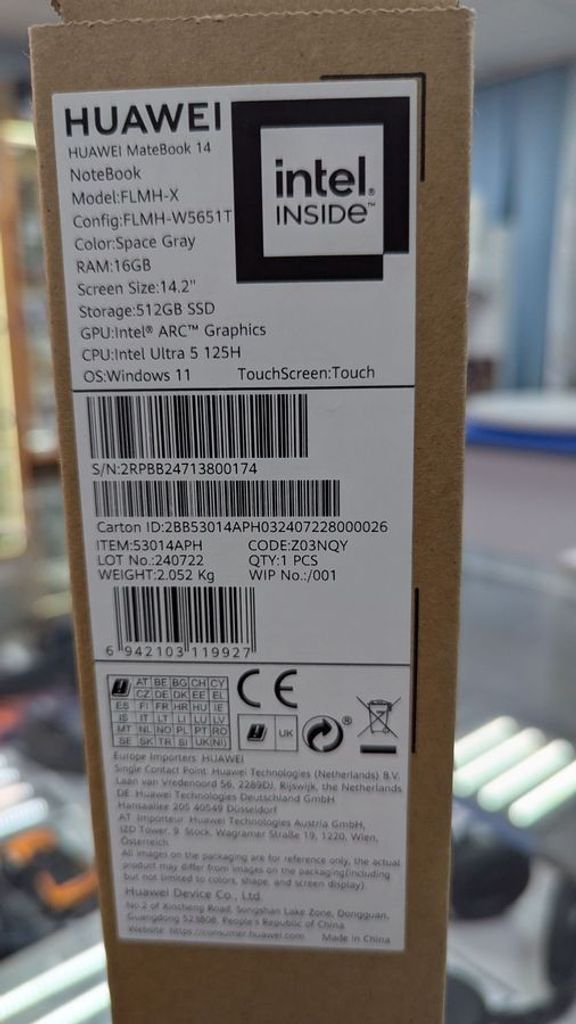 HUAWEI
HUAWEI MateBook 14
NoteBook
Model:FLMH-X
Config:FLMH-W5651T
Color:Space Gray
RAM:16GB
Screen Size:14.2"
Storage:512GB SSD
GPU:Intel® ARC™ Graphics
CPU:Intel Ultra 5 125H
OS:Windows 11 TouchScreen:Touch
intel®
INSIDE™
S/N:2RPBB24713800174
Carton ID:2BB53014APH032407228000026
ITEM:53014APH CODE:Z03NQY
LOT No.:240722 QTY:1 PCS
WEIGHT:2.052 Kg WIP No.:/001
6 942103 119927
AT BE BG CH CY
CZ DE DK EE EL
ES FI FR HR HU IE
IS IT LT LI LU LV
MT NL NO PL PT RO
SE SK TR SI UK(NI)
CE
UK
®
Europe Importers HUAWEI
Single Contact Point: Huawei Technologies (Netherlands) B.V.
Laan van Vredenoord 56, 2289DJ, Rijswijk, the Netherlands
DE: Huawei Technologies Deutschland GmbH
Hansaallee 205 40549 Düsseldorf
AT: Importeur Huawei Technologies Austria GmbH,
IZD Tower, 9. Stock, Wagramer Straße 19, 1220, Wien,
Österreich
All images on the packaging are for reference only, the actual
product may differ from images on the packaging(including
but not limited to colors, shape, and screen display)
Huawei Device Co., Ltd.
No.2 of Xincheng Road, Songshan Lake Zone, Dongguan,
Guangdong 523808, People's Republic of China
Website: https://consumer.huawei.com Made in China